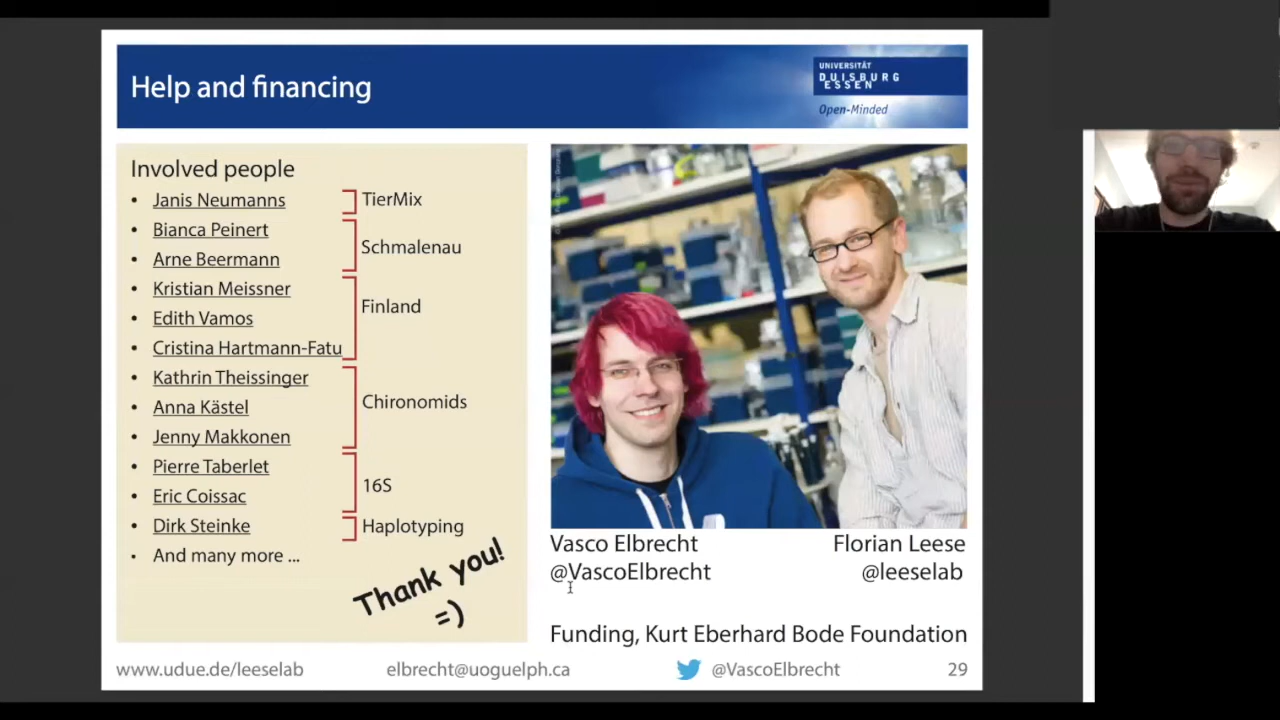 Help and financing
UNIVERSITÄT
DUISBURG
ESSEN
Open-Minded
Involved people
• Janis Neumanns
TierMix
• Bianca Peinert
• Arne Beermann
Schmalenau
• Kristian Meissner
• Edith Vamos
• Cristina Hartmann-Fatu
Finland
• Kathrin Theissinger
• Anna Kästel
• Jenny Makkonen
Chironomids
• Pierre Taberlet
• Eric Coissac
16S
• Dirk Steinke
Haplotyping
• And many more ...
Thank you!
=)
Vasco Elbrecht
@VascoElbrecht
Florian Leese
@leeselab
Funding, Kurt Eberhard Bode Foundation
www.udue.de/leeselab
elbrecht@uoguelph.ca
@VascoElbrecht
29